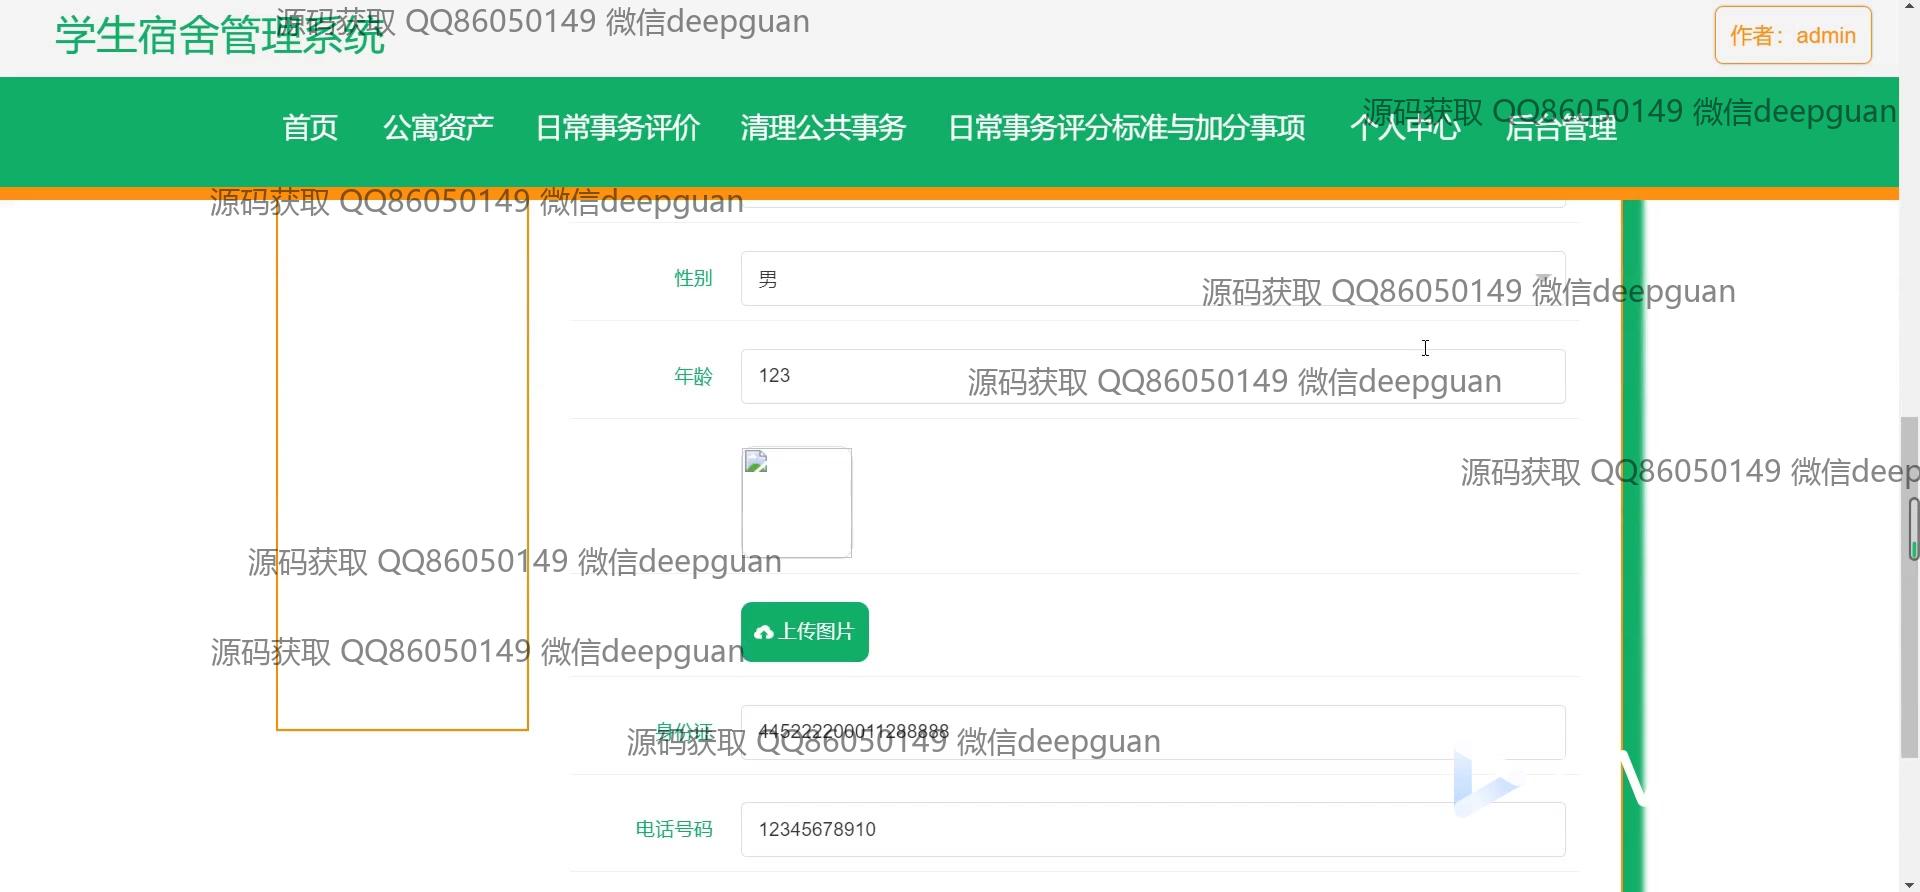 学生宿舍管理系统
源码获取 QQ86050149 微信deepguan
作者：admin
首页 公寓资产 日常事务评价 清理公共事务 日常事务评分标准与加分事项 个人中心 后台管理
源码获取 QQ86050149 微信deepguan
源码获取 QQ86050149 微信deepguan
性别 男
源码获取 QQ86050149 微信deepguan
年龄 123
源码获取 QQ86050149 微信deepguan
源码获取 QQ86050149 微信deep
源码获取 QQ86050149 微信deepguan
上传图片
源码获取 QQ86050149 微信deepguan
身份证 445222200011288888
源码获取 QQ86050149 微信deepguan
电话号码 12345678910